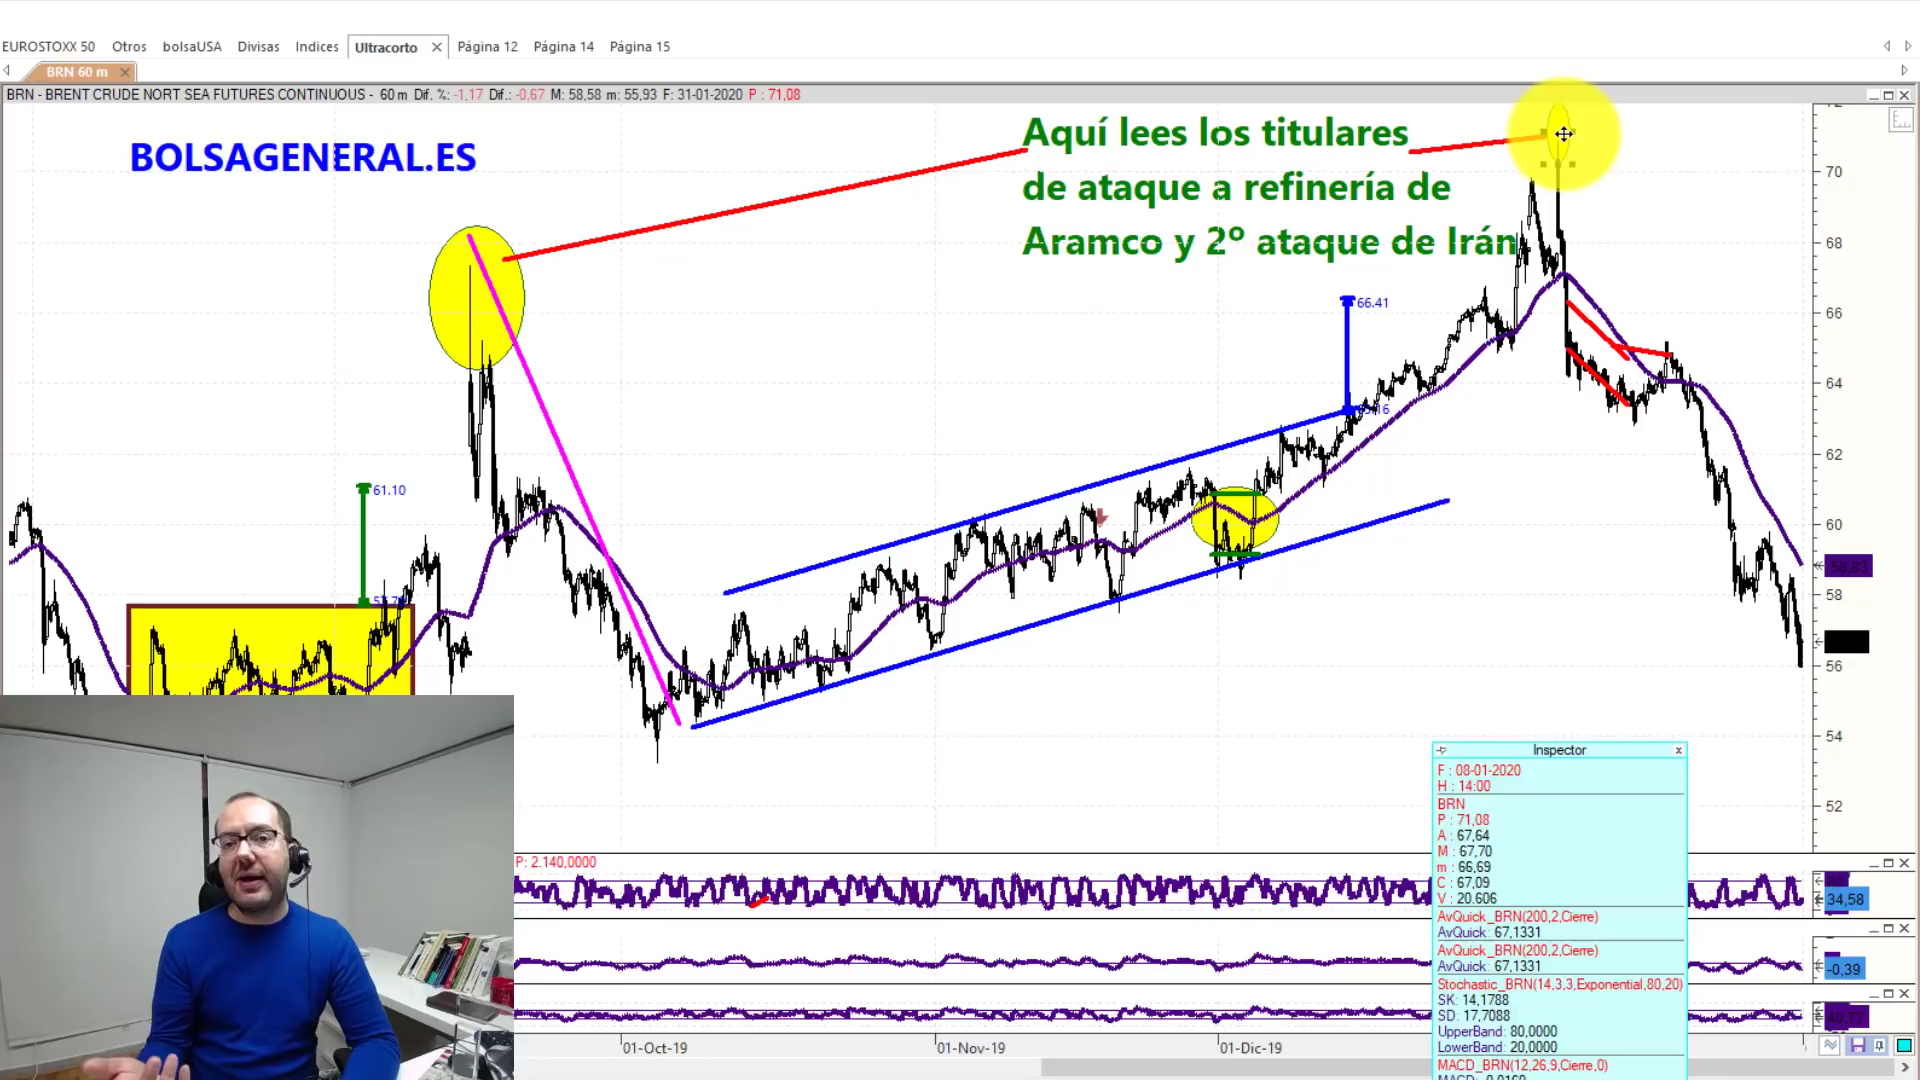 EUROSTOXX 50 Otros bolsaUSA Divisas Indices Ultracorto Página 12 Página 14 Página 15
BRN 60 m
BRN - BRENT CRUDE NORT SEA FUTURES CONTINUOUS - 60 m Dif. %: -1,17 Dif.: -0,67 M: 58,58 m: 55,93 F: 31-01-2020 P : 71,08
BOLSAGENERAL.ES
Aquí lees los titulares
de ataque a refinería de
Aramco y 2º ataque de Irán
72
70
68
66
64
62
60
58
56
54
52
66.41
61.10
58,83
P: 2.140,0000
34,58
-0,39
40,77
01-Oct-19
01-Nov-19
01-Dic-19
Inspector
F : 08-01-2020
H : 14:00
BRN
P : 71,08
A : 67,64
M : 67,70
m : 66,69
C : 67,09
V : 20.606
AvQuick_BRN(200,2,Cierre)
AvQuick: 67,1331
AvQuick_BRN(200,2,Cierre)
AvQuick: 67,1331
Stochastic_BRN(14,3,3,Exponential,80,20)
SK: 14,1788
SD: 17,7088
UpperBand: 80,0000
LowerBand: 20,0000
MACD_BRN(12,26,9,Cierre,0)